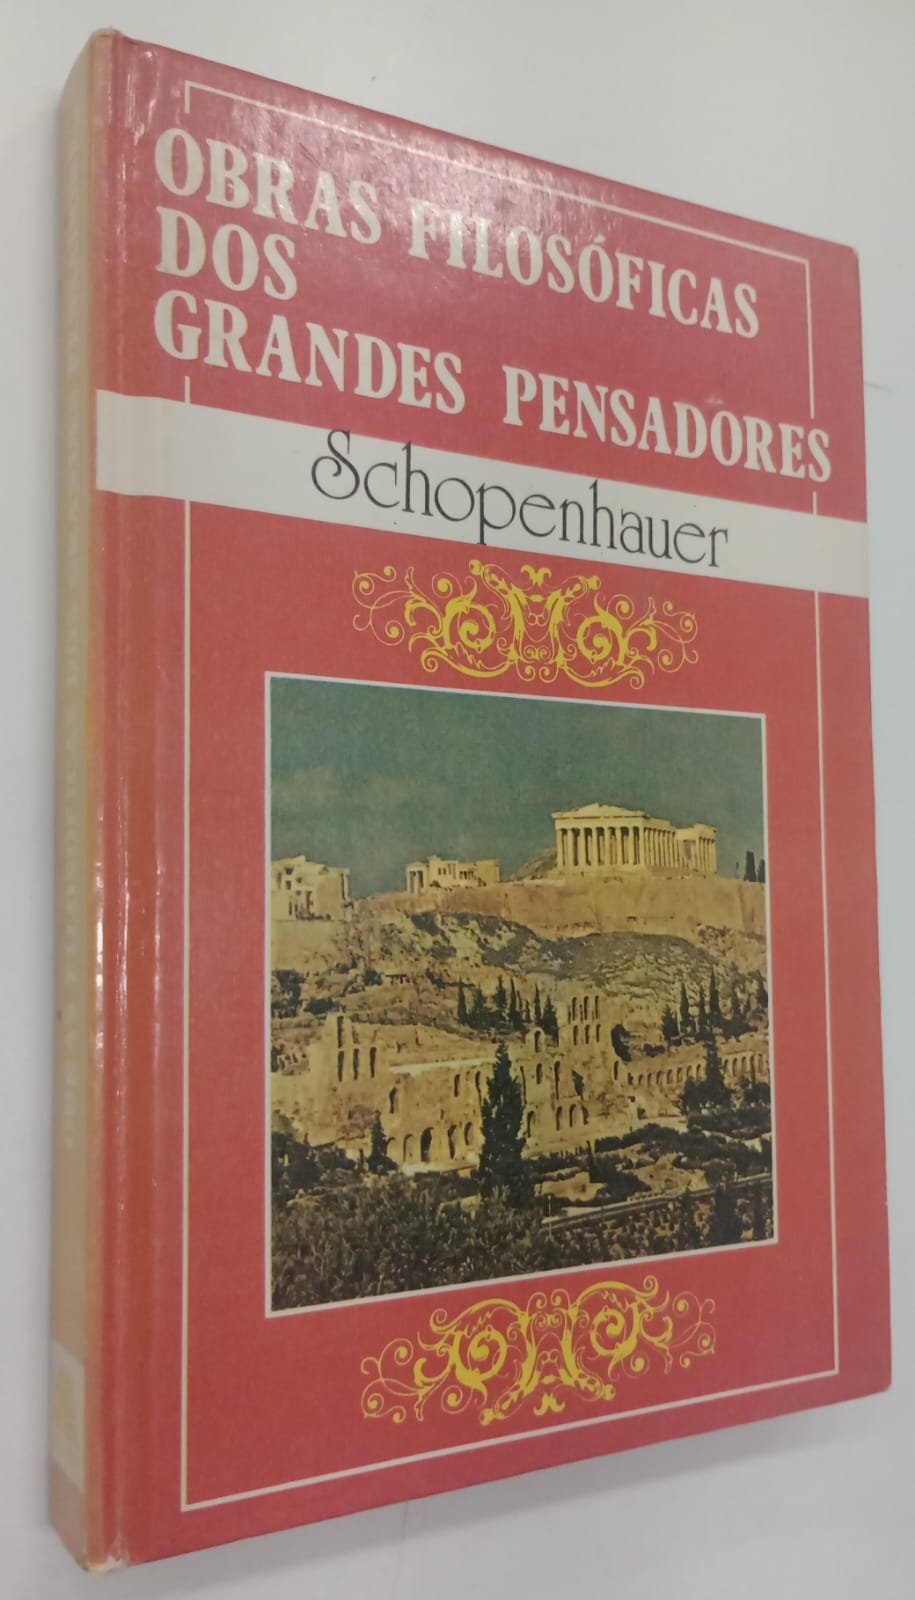 OBRAS FILOSÓFICAS
DOS
GRANDES PENSADORES
Schopenhauer